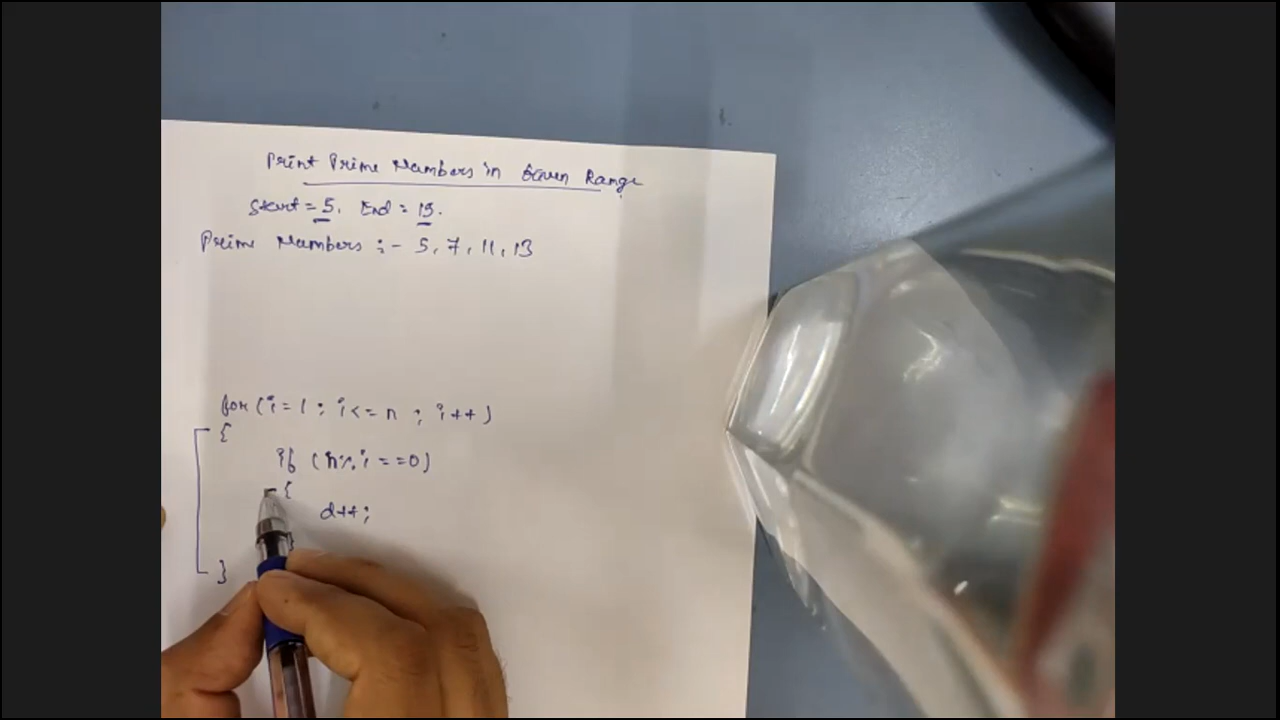 Print Prime Numbers in Given Range
Start = 5, End = 15.
Prime Numbers :- 5, 7, 11, 13
for (i = 1 ; i <= n ; i++)
{
if (n % i == 0)
{
d++;
}
}